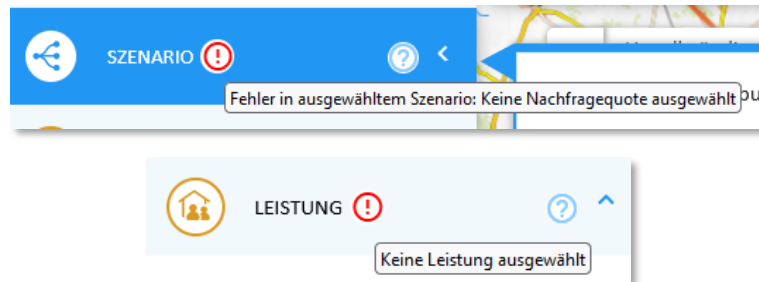 SZENARIO
Fehler in ausgewähltem Szenario: Keine Nachfragequote ausgewählt
LEISTUNG
Keine Leistung ausgewählt